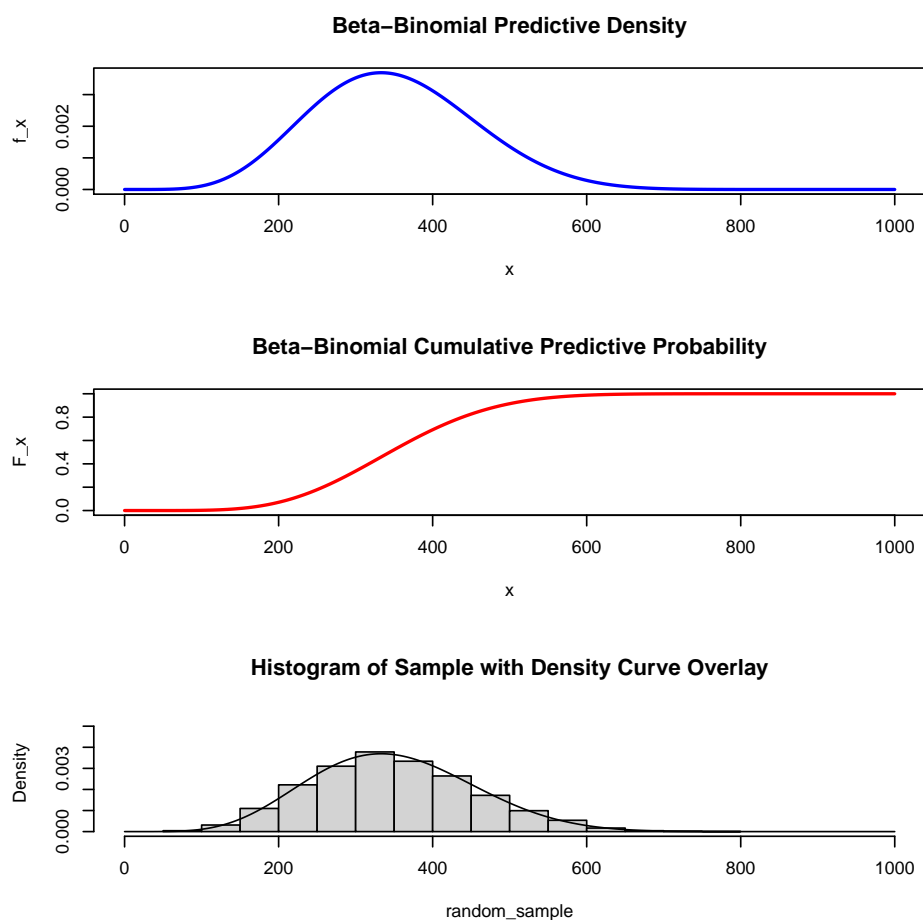 Beta−Binomial Predictive Density
f_x
0.002
0.000
0 200 400 600 800 1000
x
Beta−Binomial Cumulative Predictive Probability
F_x
0.8
0.4
0.0
0 200 400 600 800 1000
x
Histogram of Sample with Density Curve Overlay
Density
0.003
0.000
0 200 400 600 800 1000
random_sample